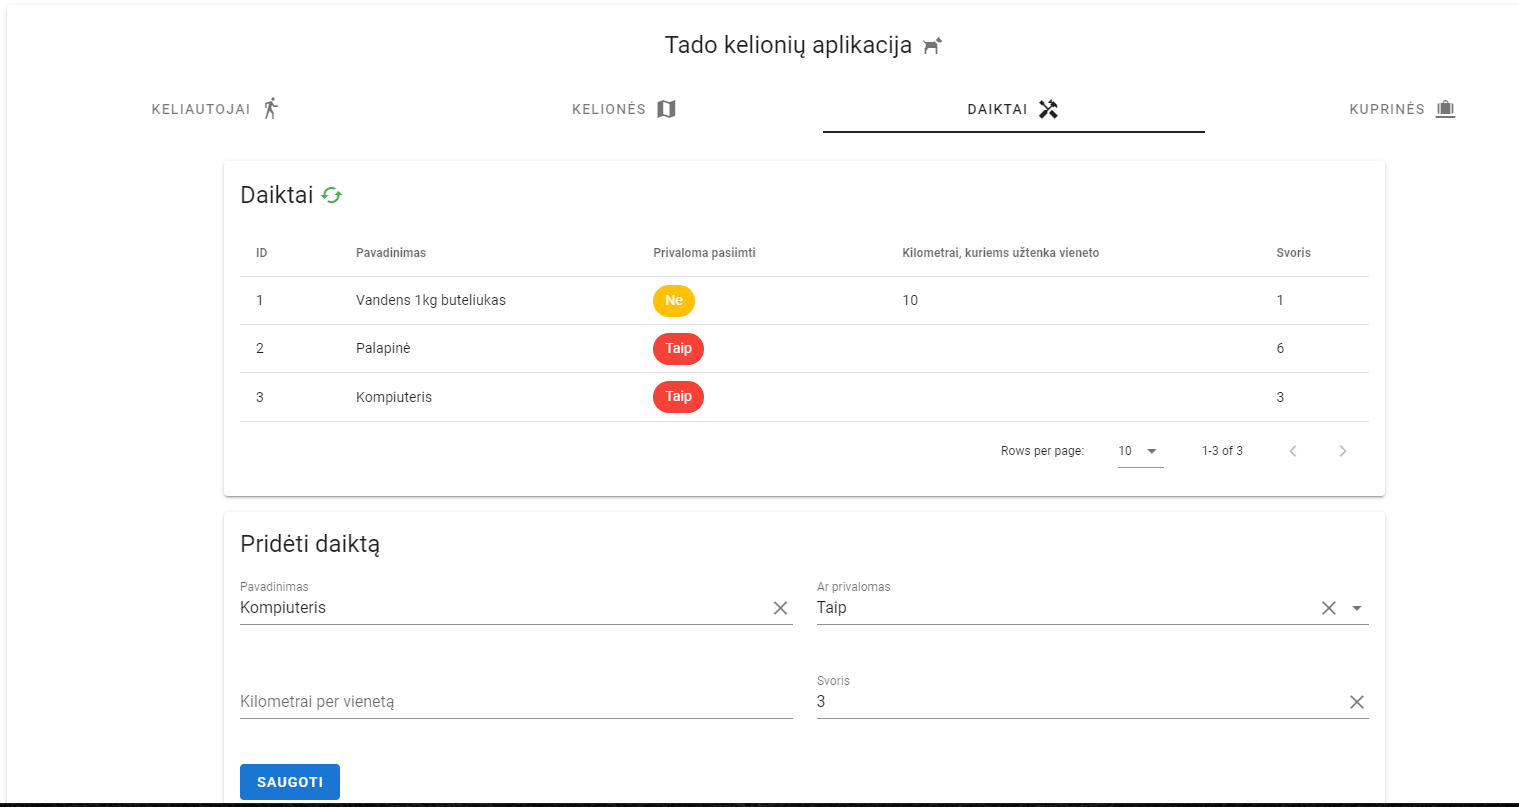 Tado kelionių aplikacija
KELIAUTOJAI KELIONĖS DAIKTAI KUPRINĖS
Daiktai
ID Pavadinimas Privaloma pasiimti Kilometrai, kuriems užtenka vieneto Svoris
1 Vandens 1kg buteliukas Ne 10 1
2 Palapinė Taip 6
3 Kompiuteris Taip 3
Rows per page: 10 1-3 of 3
Pridėti daiktą
Pavadinimas Ar privalomas
Kompiuteris Taip
Svoris
Kilometrai per vienetą 3
SAUGOTI